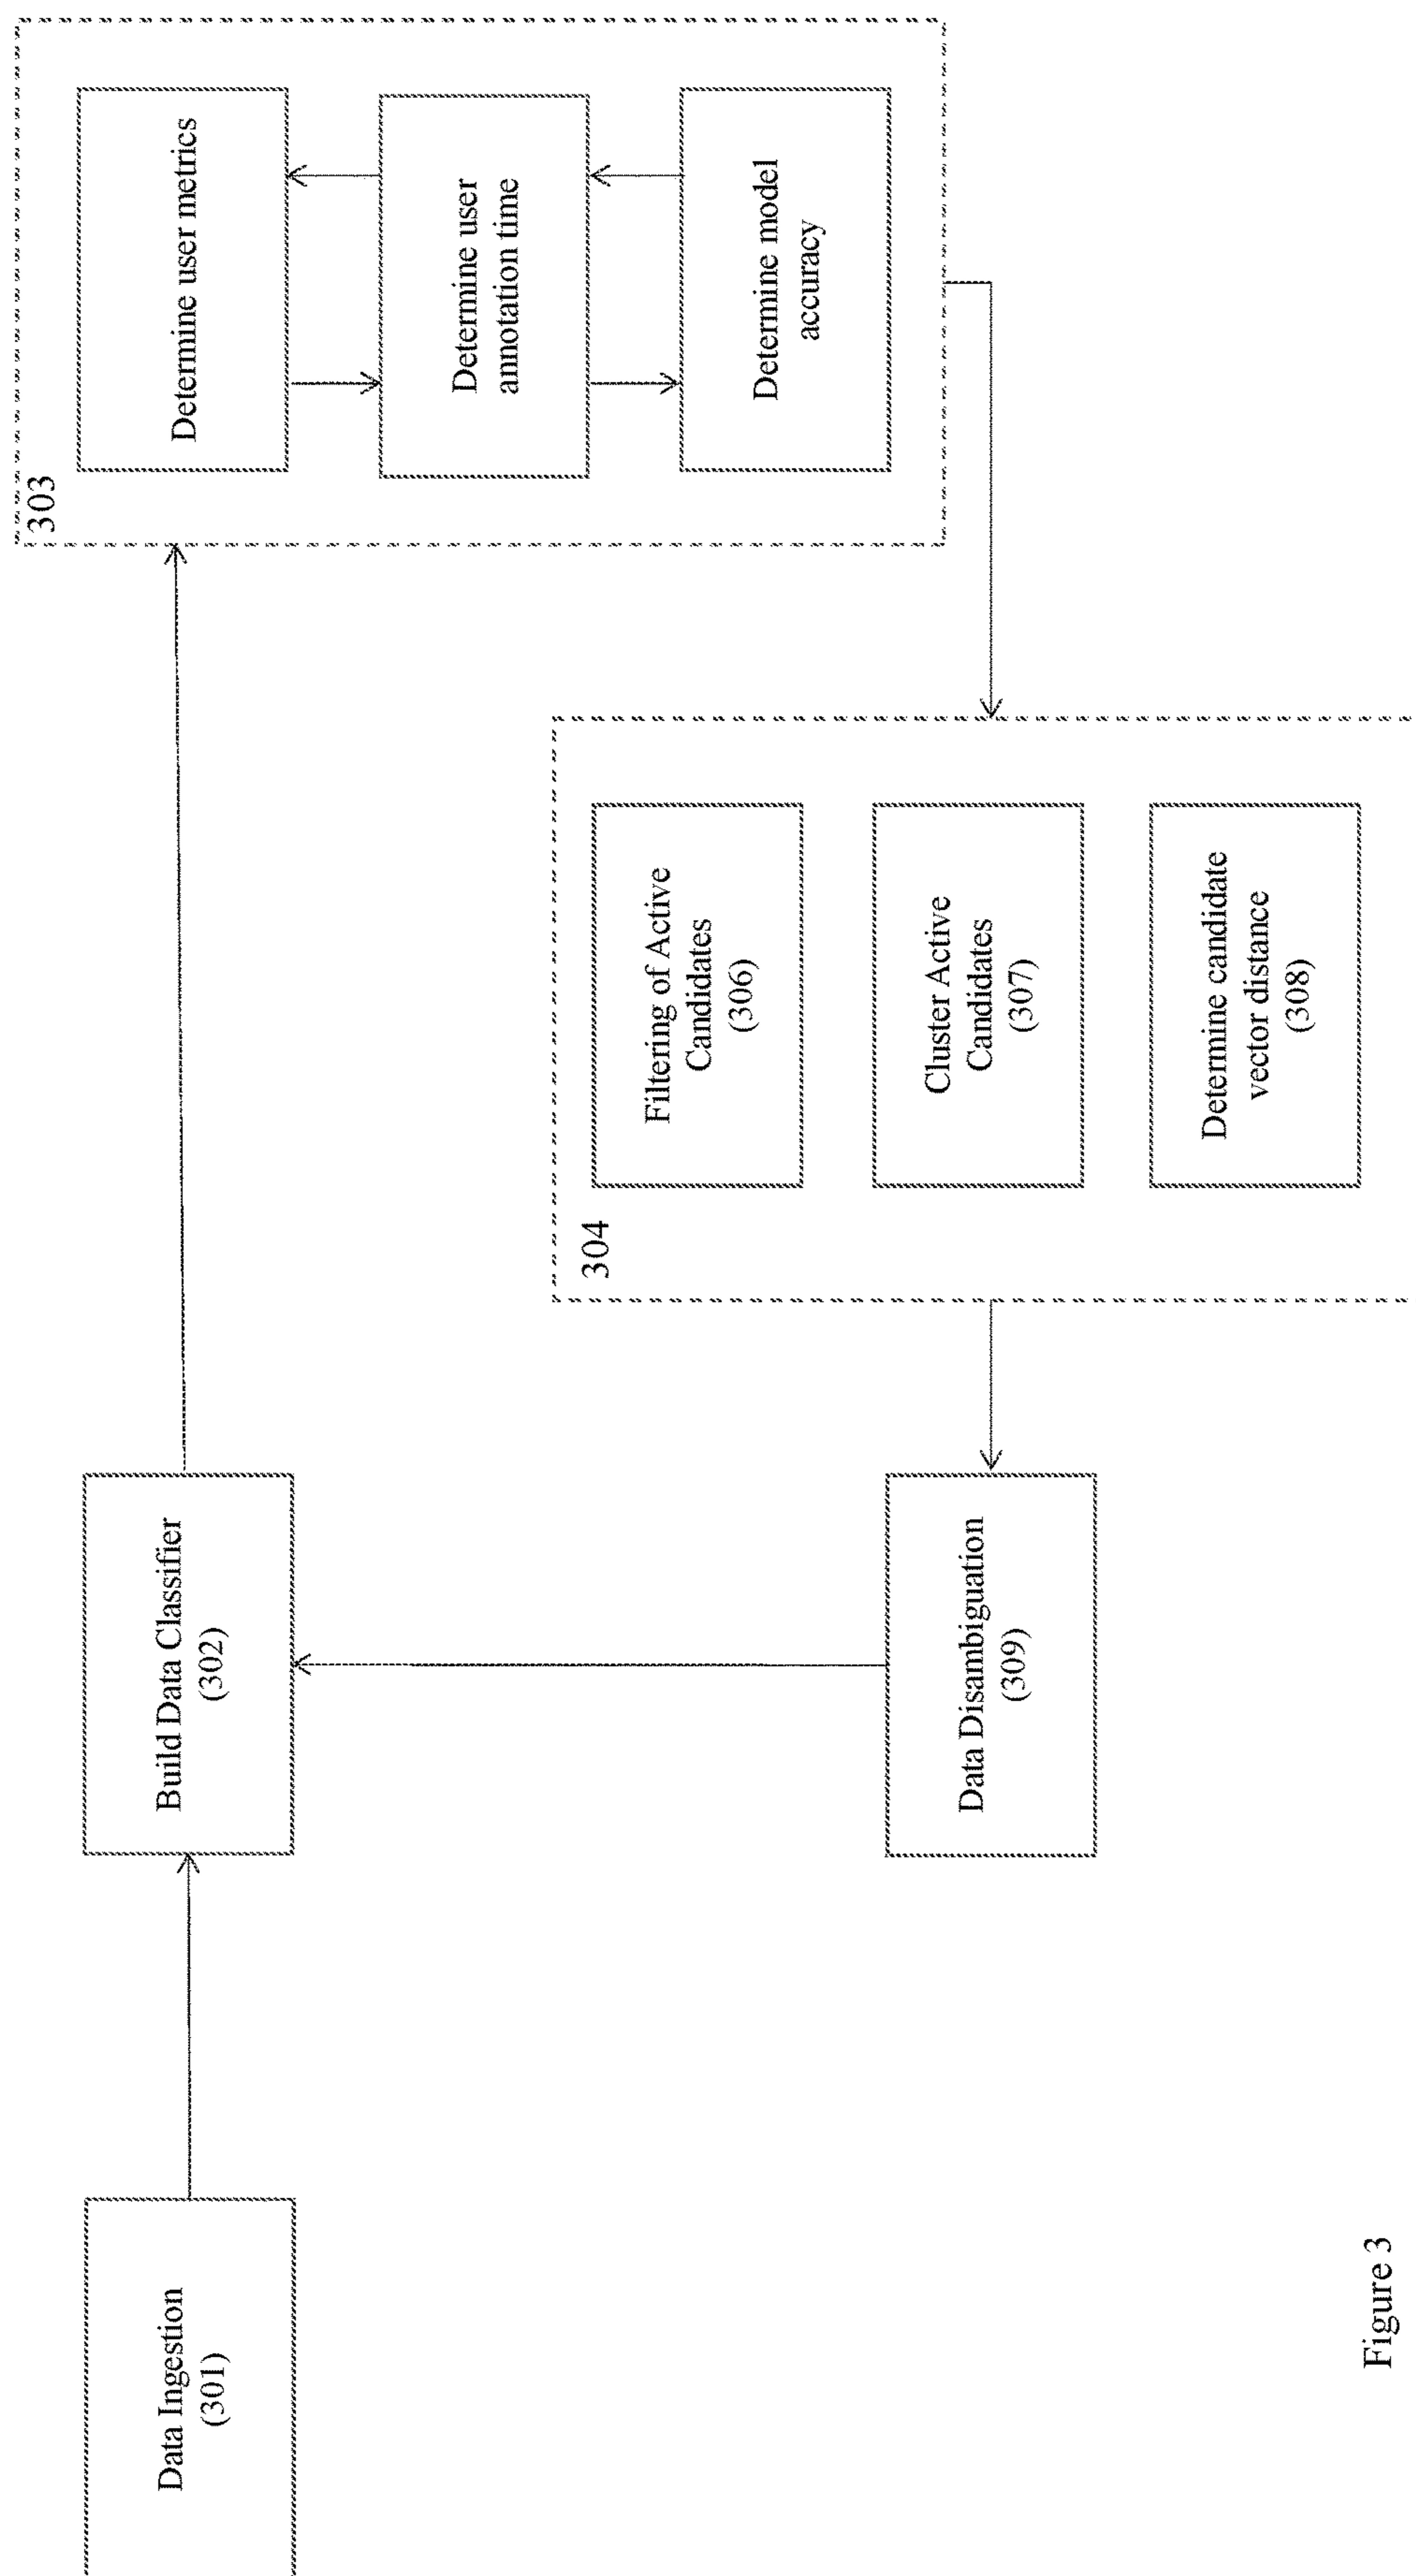 Data Ingestion
(301)
Build Data Classifier
(302)
303
Determine user metrics
Determine user
annotation time
Determine model
accuracy
304
Filtering of Active
Candidates
(306)
Cluster Active
Candidates
(307)
Determine candidate
vector distance
(308)
Data Disambiguation
(309)
Figure 3